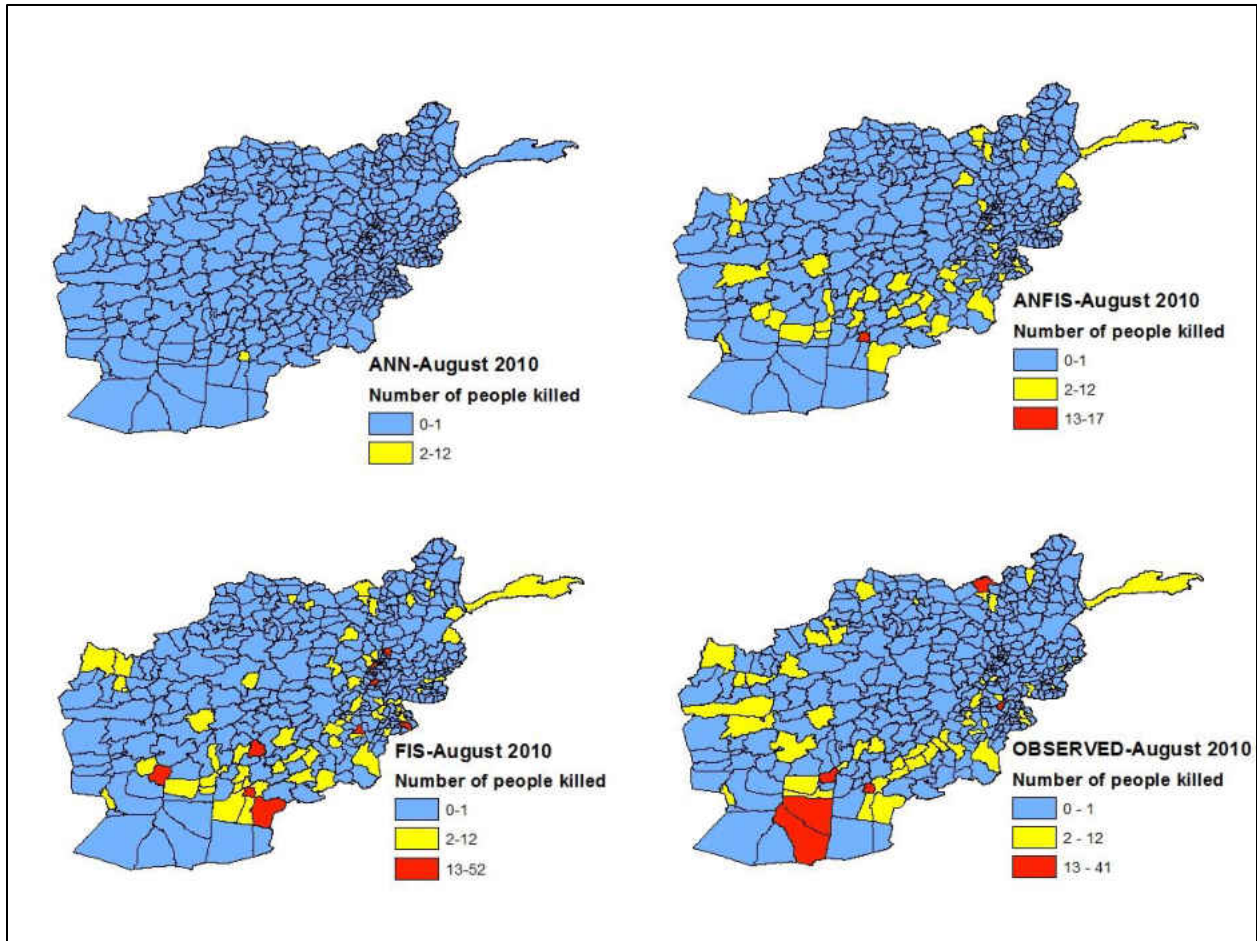 ANN-August 2010
Number of people killed
0-1
2-12
ANFIS-August 2010
Number of people killed
0-1
2-12
13-17
FIS-August 2010
Number of people killed
0-1
2-12
13-52
OBSERVED-August 2010
Number of people killed
0 - 1
2 - 12
13 - 41